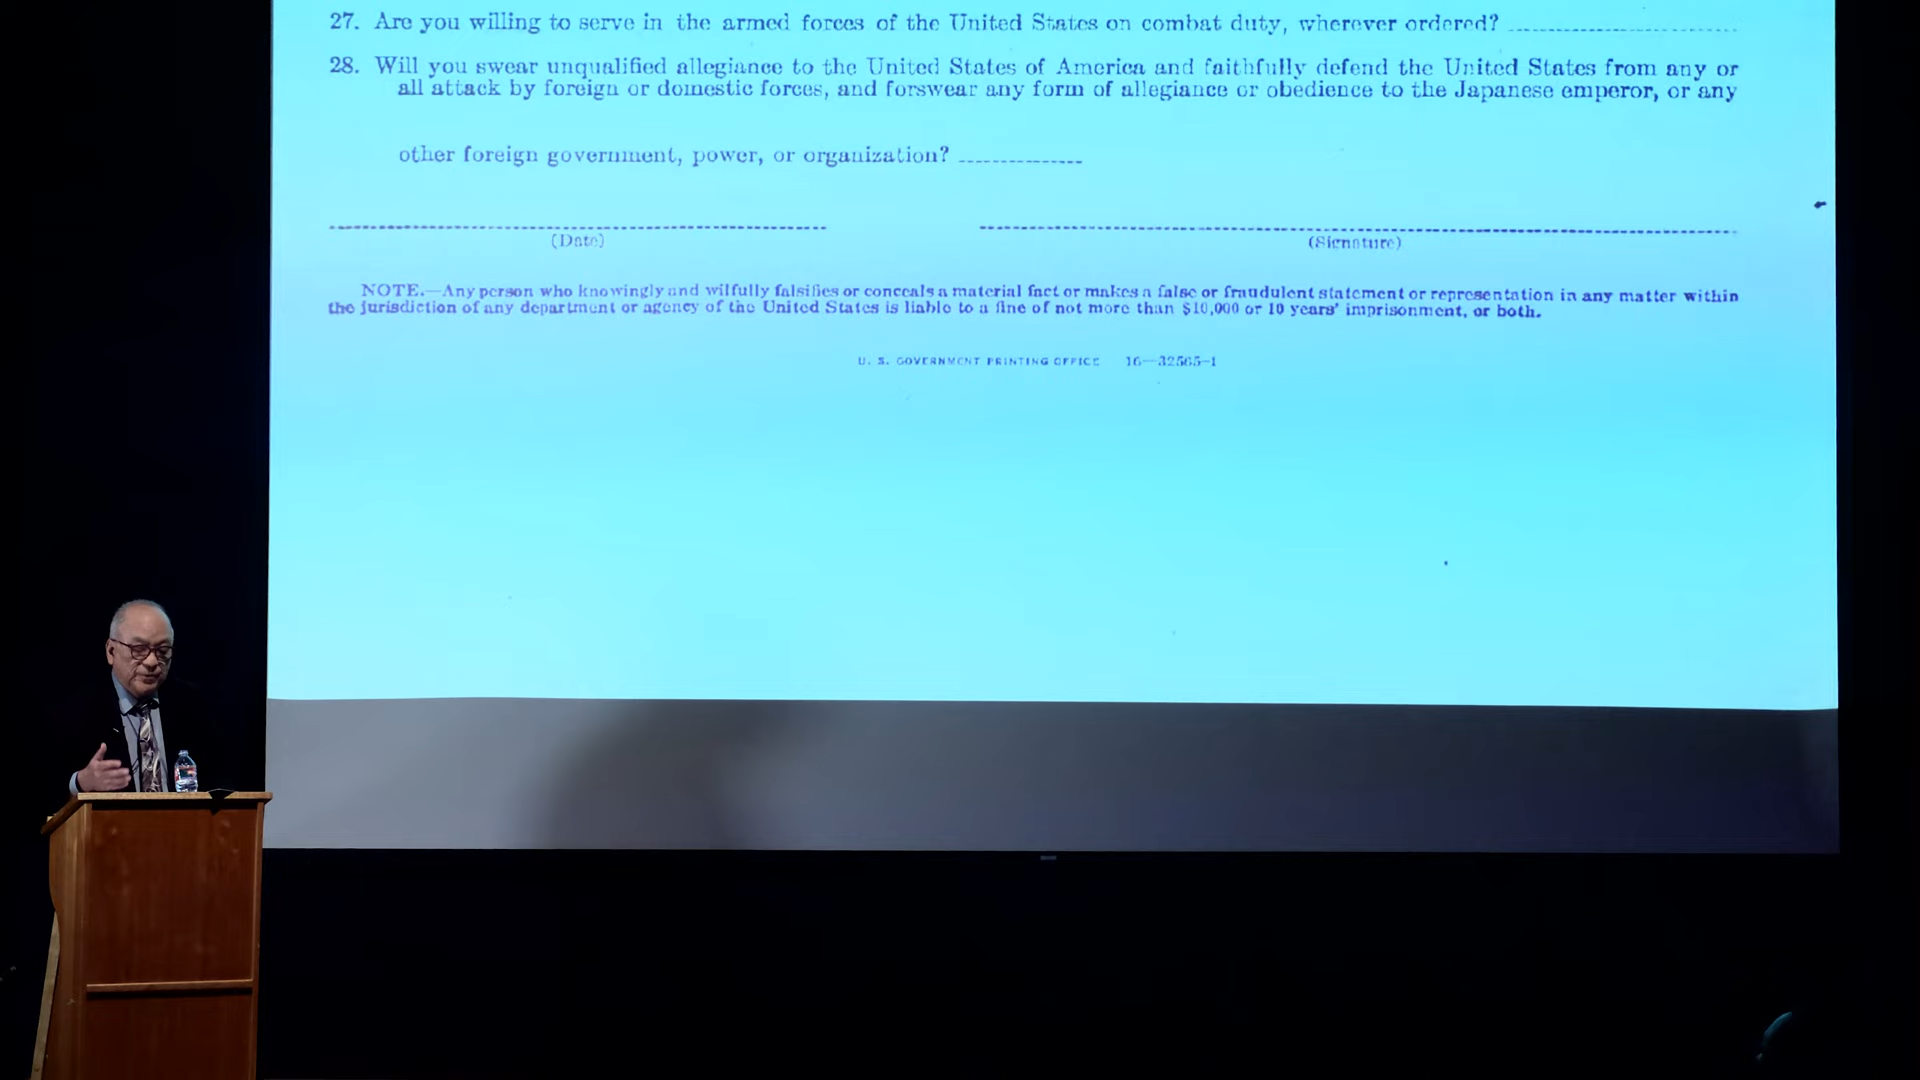 27. Are you willing to serve in the armed forces of the United States on combat duty, wherever ordered?
28. Will you swear unqualified allegiance to the United States of America and faithfully defend the United States from any or
all attack by foreign or domestic forces, and forswear any form of allegiance or obedience to the Japanese emperor, or any
other foreign government, power, or organization?
(Date) (Signature)
NOTE.—Any person who knowingly and wilfully falsifies or conceals a material fact or makes a false or fraudulent statement or representation in any matter within
the jurisdiction of any department or agency of the United States is liable to a fine of not more than $10,000 or 10 years' imprisonment, or both.
U. S. GOVERNMENT PRINTING OFFICE 16—32565-1